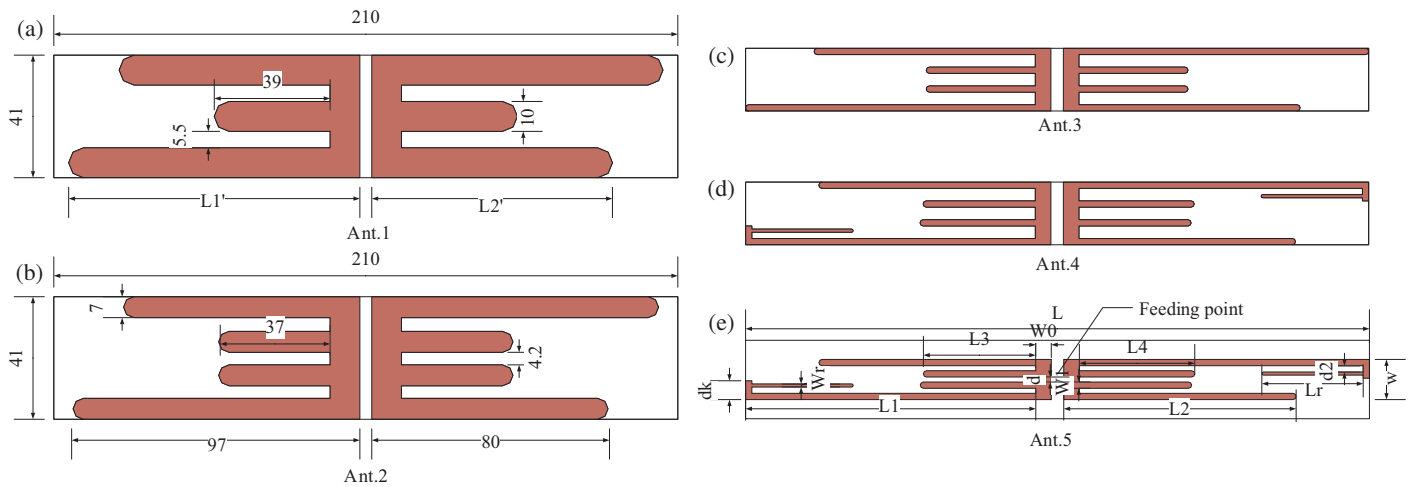 (a)
210
41
39
5.5
10
L1'
L2'
Ant.1
(b)
210
41
7
37
4.2
97
80
Ant.2
(c)
Ant.3
(d)
Ant.4
(e)
Feeding point
L
W0
L3
L4
dk
Wr
d
W1
d2
Lr
w
L1
L2
Ant.5